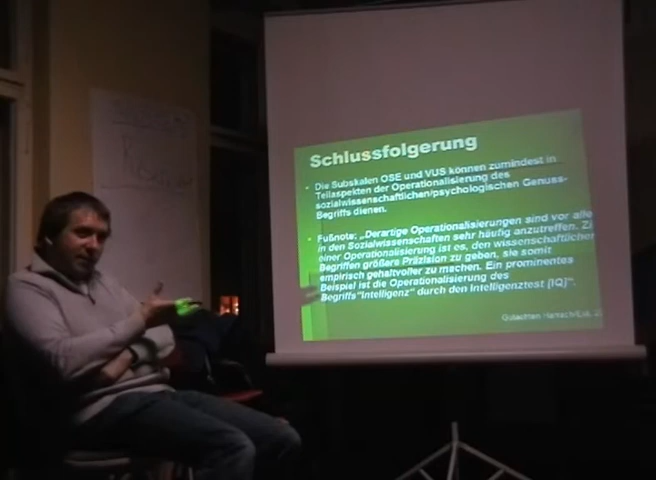 Schlussfolgerung
Die Subskalen OSE und VUS können zumindest in
Teilaspekten der Operationalisierung des
sozialwissenschaftlichen/psychologischen Genuss-
Begriffs dienen.
Fußnote: „Derartige Operationalisierungen sind vor alle
in den Sozialwissenschaften sehr häufig anzutreffen. Zi
einer Operationalisierung ist es, den wissenschaftlicher
Begriffen größere Präzision zu geben, sie somit
empirisch gehaltvoller zu machen. Ein prominentes
Beispiel ist die Operationalisierung des
Begriffs "Intelligenz" durch den Intelligenztest [IQ]".
Gutachten